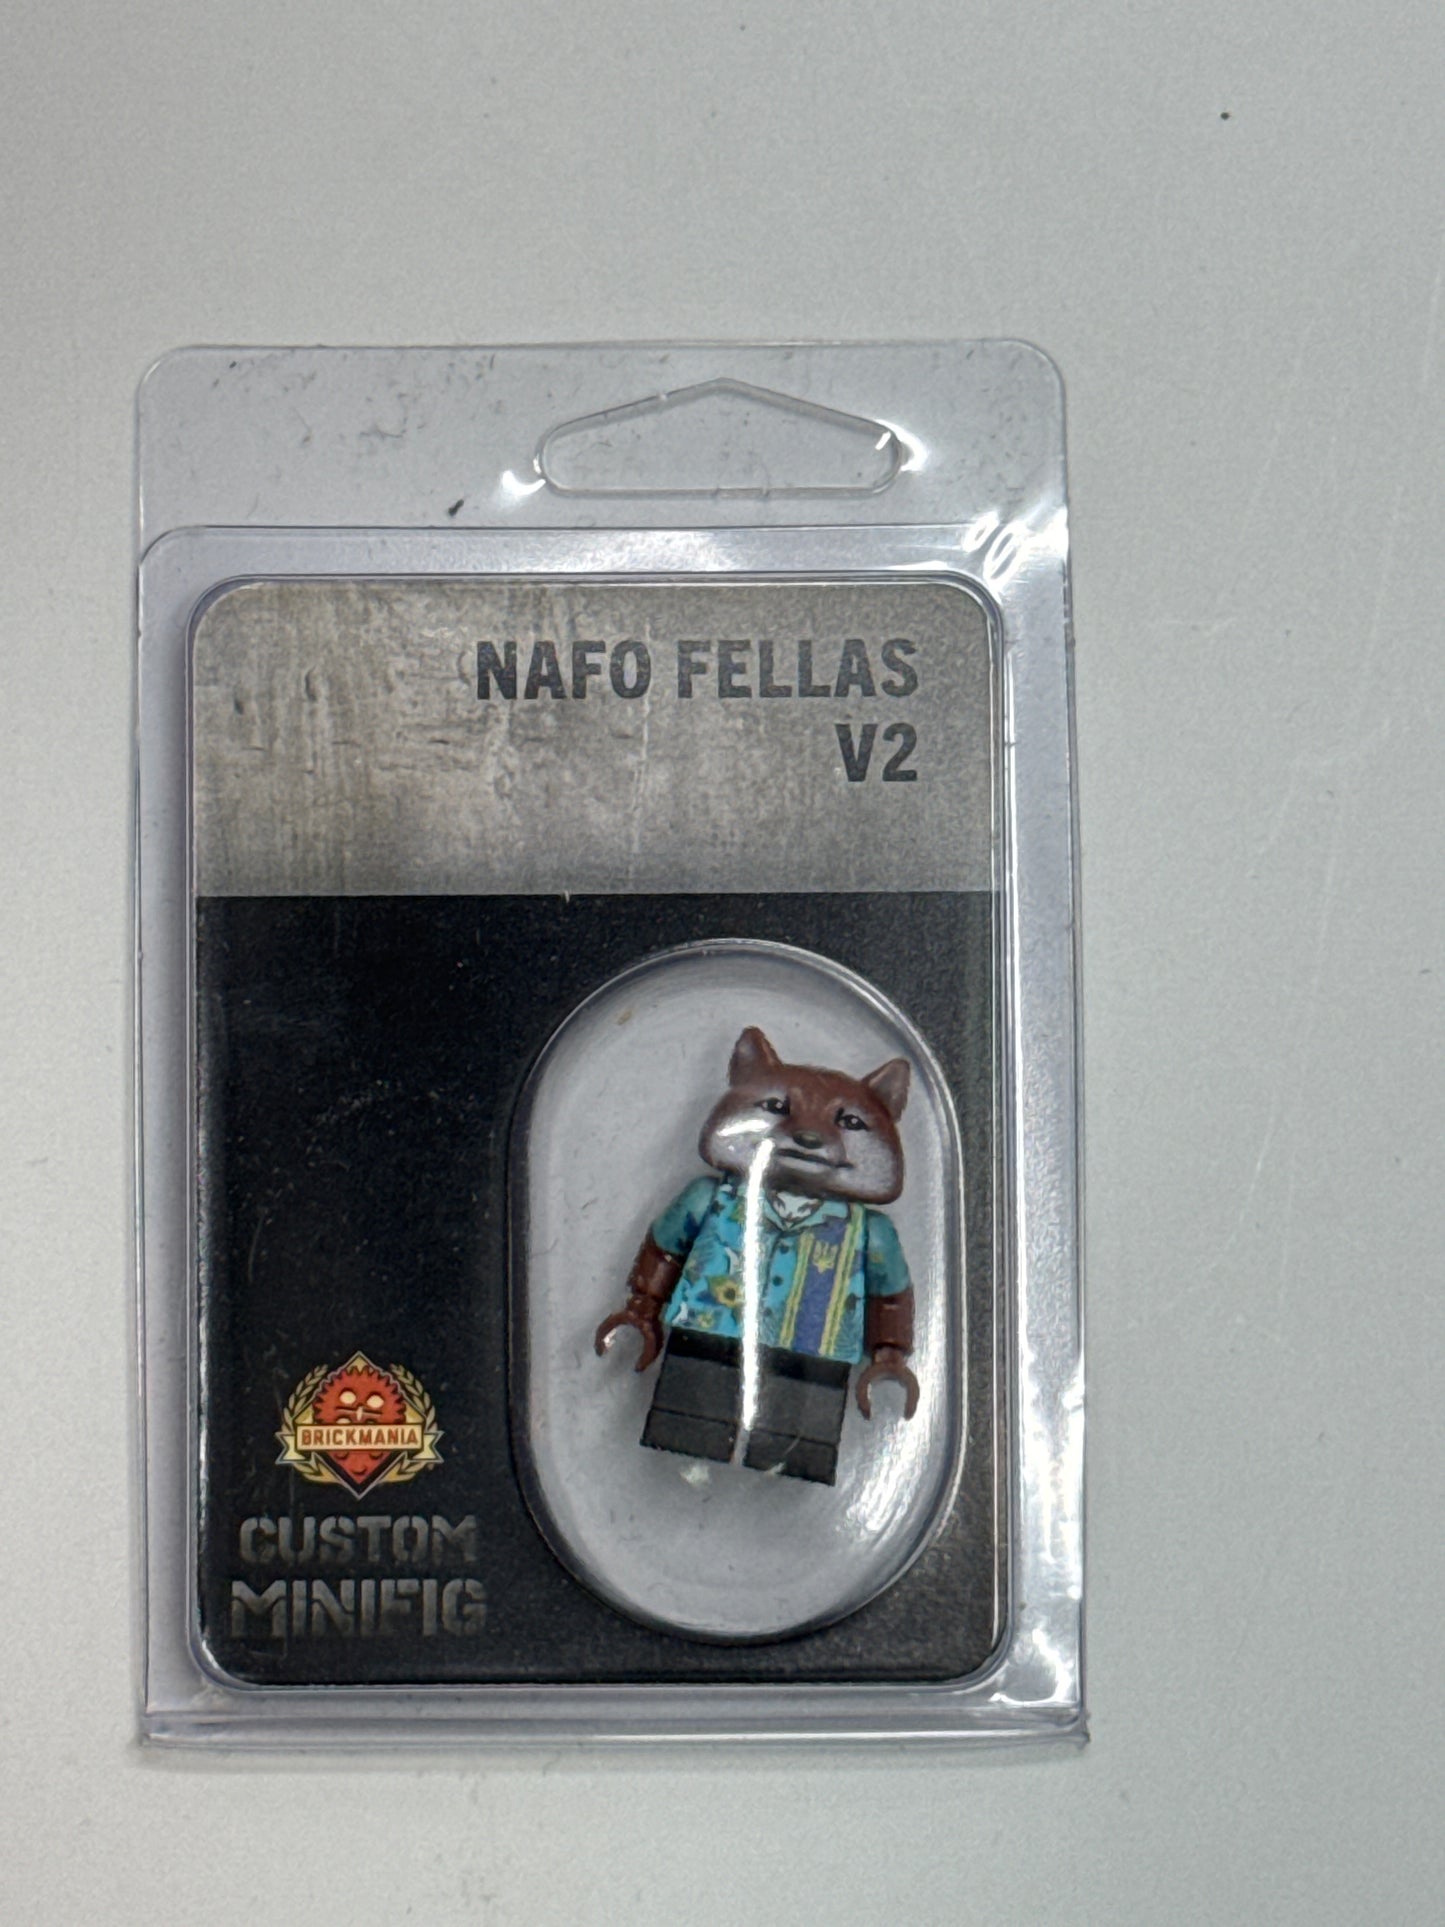 NAFO FELLAS
V2
BRICKMANIA
CUSTOM
MINIFIG